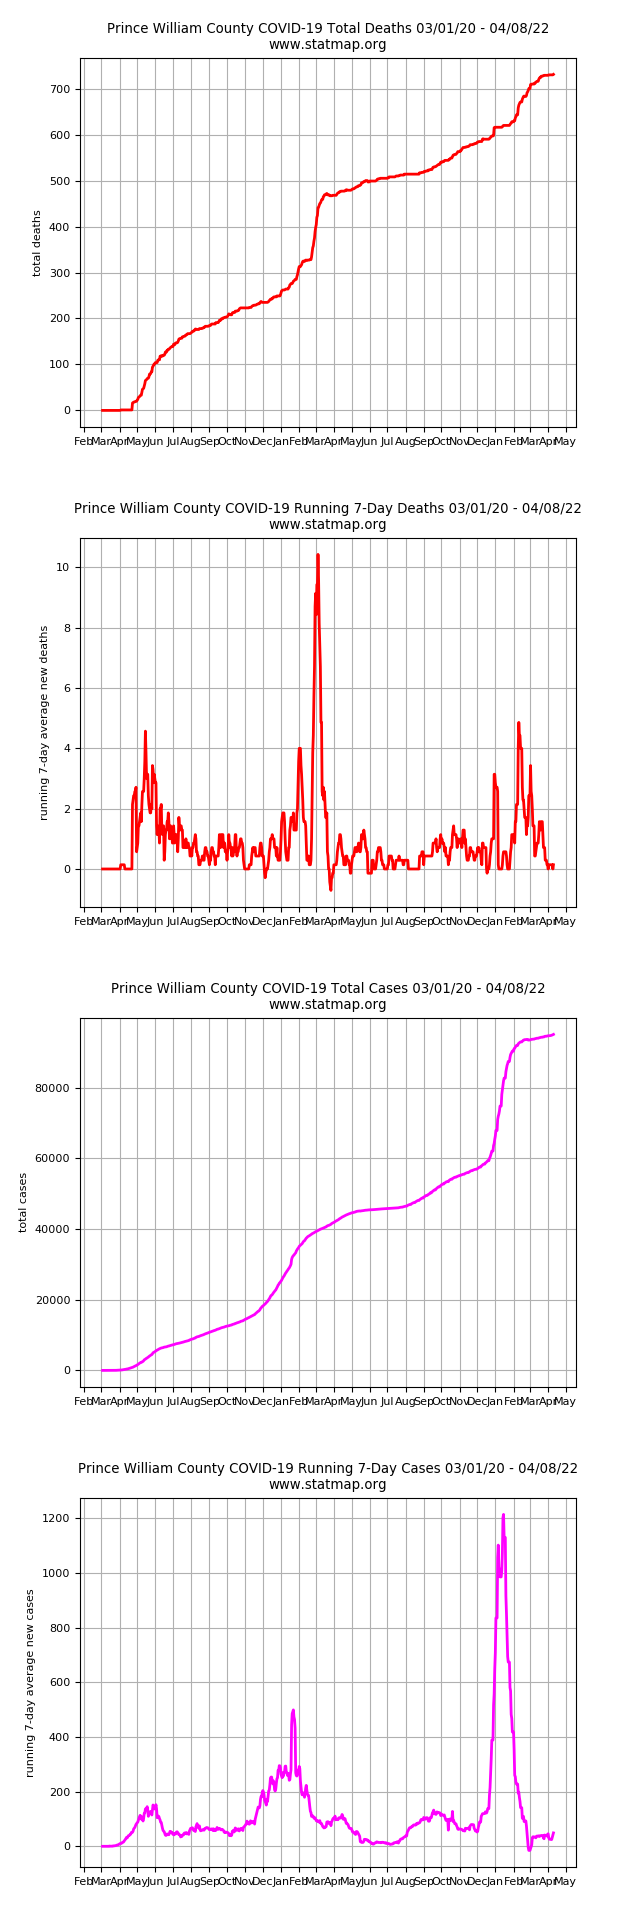 Prince William County COVID-19 Total Deaths 03/01/20 - 04/08/22
www.statmap.org
700
600
500
400
300
200
100
0
total deaths
Feb Mar Apr May Jun Jul Aug Sep Oct Nov Dec Jan Feb Mar Apr May Jun Jul Aug Sep Oct Nov Dec Jan Feb Mar Apr May
Prince William County COVID-19 Running 7-Day Deaths 03/01/20 - 04/08/22
www.statmap.org
10
8
6
4
2
0
running 7-day average new deaths
Feb Mar Apr May Jun Jul Aug Sep Oct Nov Dec Jan Feb Mar Apr May Jun Jul Aug Sep Oct Nov Dec Jan Feb Mar Apr May
Prince William County COVID-19 Total Cases 03/01/20 - 04/08/22
www.statmap.org
80000
60000
40000
20000
0
total cases
Feb Mar Apr May Jun Jul Aug Sep Oct Nov Dec Jan Feb Mar Apr May Jun Jul Aug Sep Oct Nov Dec Jan Feb Mar Apr May
Prince William County COVID-19 Running 7-Day Cases 03/01/20 - 04/08/22
www.statmap.org
1200
1000
800
600
400
200
0
running 7-day average new cases
Feb Mar Apr May Jun Jul Aug Sep Oct Nov Dec Jan Feb Mar Apr May Jun Jul Aug Sep Oct Nov Dec Jan Feb Mar Apr May